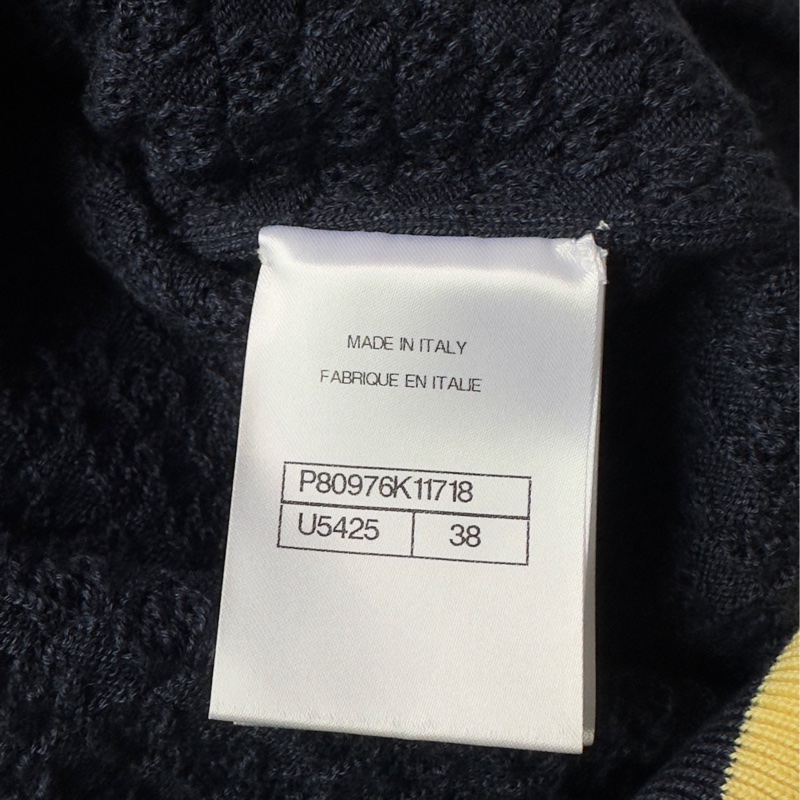 MADE IN ITALY
FABRIQUE EN ITALIE
P80976K11718
U5425 38